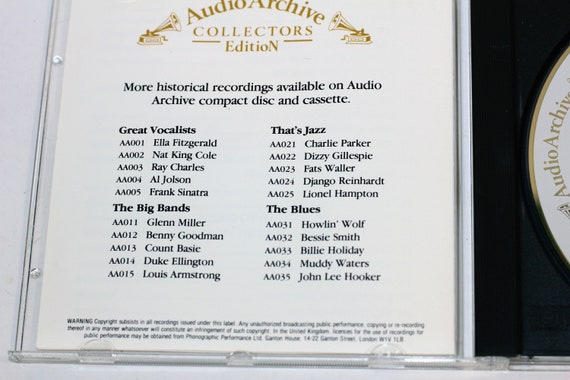 Audio Archive
COLLECTORS
EditioN
More historical recordings available on Audio
Archive compact disc and cassette.
Great Vocalists
AA001 Ella Fitzgerald
AA002 Nat King Cole
AA003 Ray Charles
AA004 Al Jolson
AA005 Frank Sinatra
The Big Bands
AA011 Glenn Miller
AA012 Benny Goodman
AA013 Count Basie
AA014 Duke Ellington
AA015 Louis Armstrong
That's Jazz
AA021 Charlie Parker
AA022 Dizzy Gillespie
AA023 Fats Waller
AA024 Django Reinhardt
AA025 Lionel Hampton
The Blues
AA031 Howlin' Wolf
AA032 Bessie Smith
AA033 Billie Holiday
AA034 Muddy Waters
AA035 John Lee Hooker
WARNING Copyright subsists in all recordings issued under this label. Any unauthorized broadcasting public performance, copying or re-recording
thereof in any manner whatsoever will constitute an infringement of such copyright. In the United Kingdom. licences for the use of recordings for
public performance may be obtained from Phonographic Performance Ltd. Ganton House, 14-22 Ganton Street, London W1V 1LB
Audio Archive